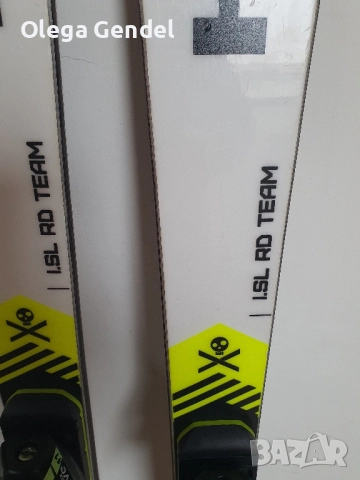 Olega Gendel
I.SL RD TEAM
I.SL RD TEAM
BAZAR